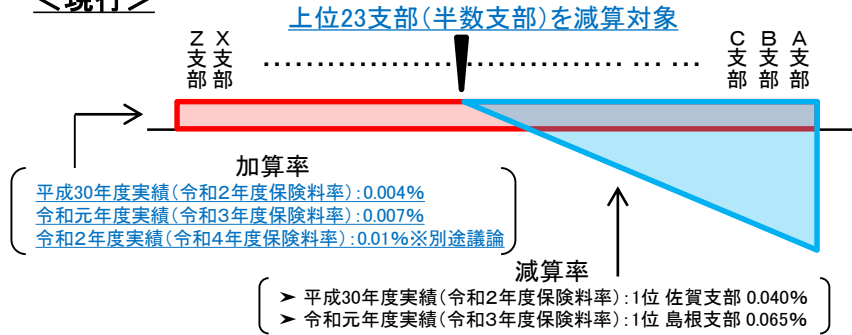 <現行>
上位23支部(半数支部)を減算対象
Z支部
X支部
………………………………… … …
C支部
B支部
A支部
加算率
平成30年度実績(令和2年度保険料率):0.004%
令和元年度実績(令和3年度保険料率):0.007%
令和2年度実績(令和4年度保険料率):0.01%※別途議論
減算率
➤ 平成30年度実績(令和2年度保険料率):1位 佐賀支部 0.040%
➤ 令和元年度実績(令和3年度保険料率):1位 島根支部 0.065%